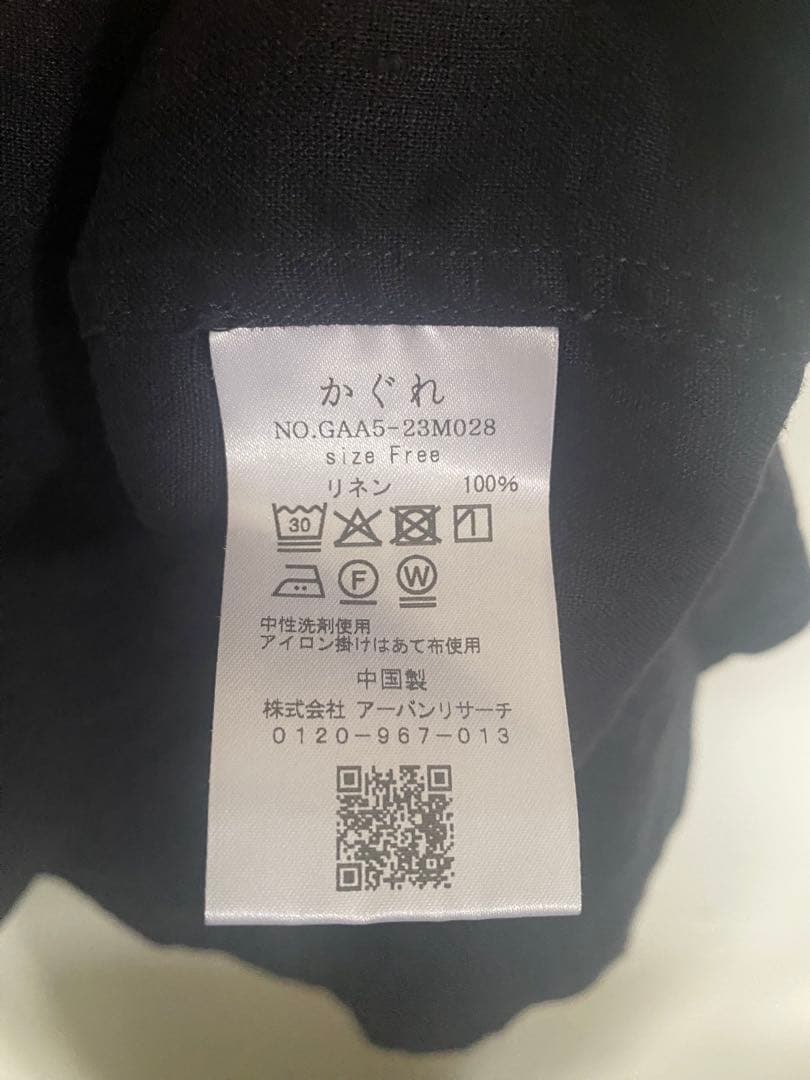 かぐれ
NO.GAA5-23M028
size Free
リネン 100%
30
F W
中性洗剤使用
アイロン掛けはあて布使用
中国製
株式会社 アーバンリサーチ
0120-967-013